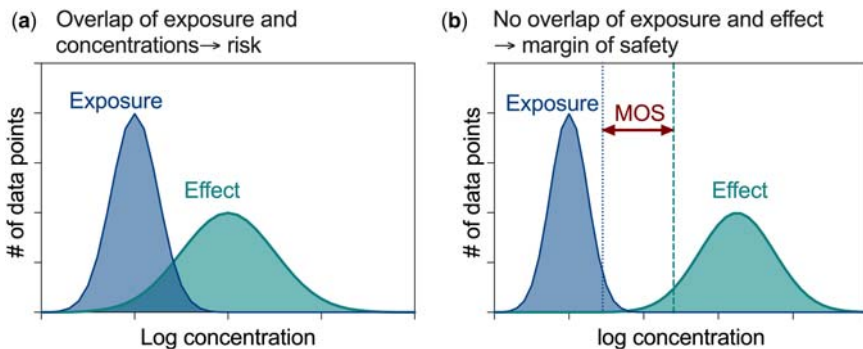 (a) Overlap of exposure and
concentrations→ risk
Exposure
Effect
# of data points
Log concentration
(b) No overlap of exposure and effect
→ margin of safety
Exposure
MOS
Effect
# of data points
log concentration